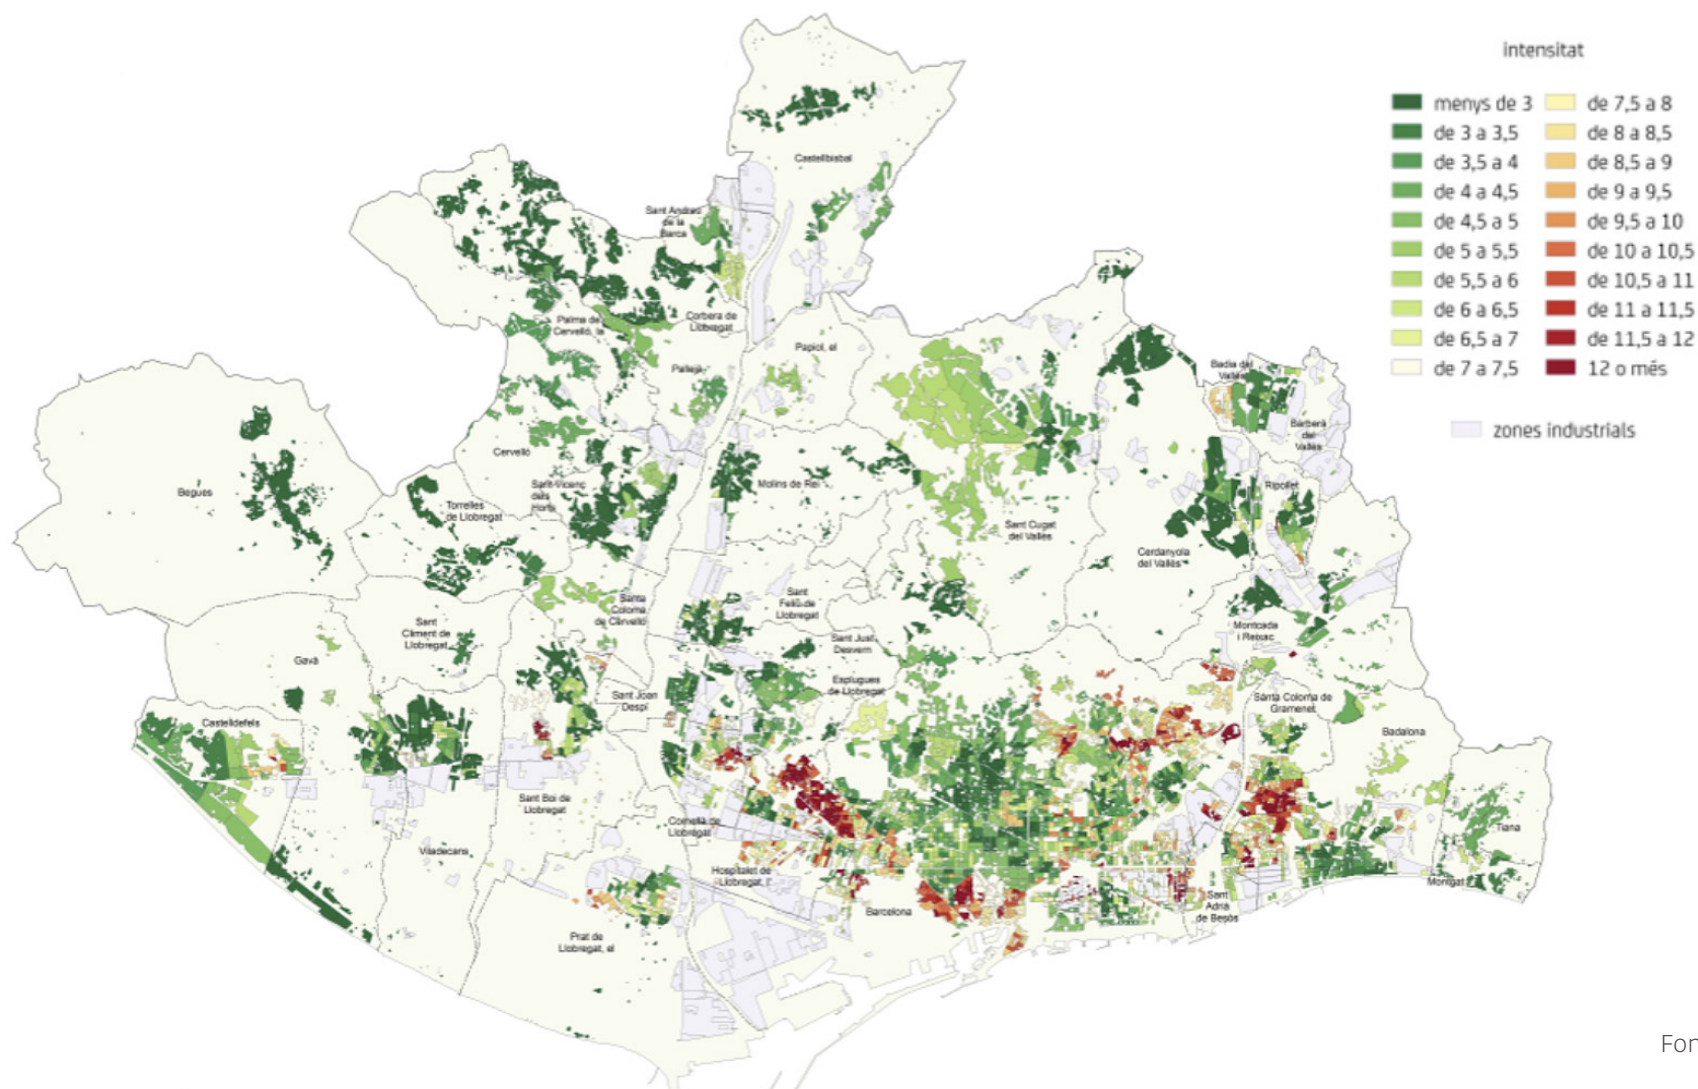 intensitat
menys de 3
de 3 a 3,5
de 3,5 a 4
de 4 a 4,5
de 4,5 a 5
de 5 a 5,5
de 5,5 a 6
de 6 a 6,5
de 6,5 a 7
de 7 a 7,5
de 7,5 a 8
de 8 a 8,5
de 8,5 a 9
de 9 a 9,5
de 9,5 a 10
de 10 a 10,5
de 10,5 a 11
de 11 a 11,5
de 11,5 a 12
12 o més
zones industrials
Castellbisbal
Sant Andreu
de la
Barca
Palma de
Cervelló, la
Corbera de
Llobregat
Papiol, el
Pallejà
Badia del
Vallès
Barberà
del
Vallès
Cervelló
Begues
Torrelles
de Llobregat
Sant Vicenç
dels
Horts
Molins de Rei
Ripollet
Sant Cugat
del Vallès
Cerdanyola
del Vallès
Santa
Coloma
de Cervelló
Sant
Feliu de
Llobregat
Sant
Climent de
Llobregat
Montcada
i Reixac
Sant Just
Desvern
Gavà
Esplugues
de Llobregat
Sant Joan
Despí
Santa Coloma de
Gramenet
Castelldefels
Badalona
Sant Boi de
Llobregat
Cornellà de
Llobregat
Tiana
Viladecans
Hospitalet de
Llobregat, l'
Montgat
Barcelona
Sant
Adrià
de Besòs
Prat de
Llobregat, el
Fon